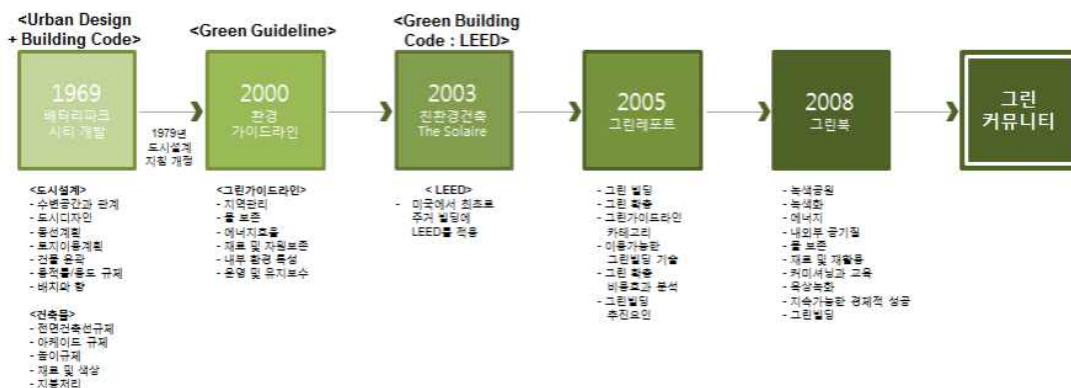 <Urban Design
+ Building Code>
<Green Guideline>
<Green Building
Code : LEED>
1969
배터리파크
시티 개발
1979년
도시설계
지침 개정
2000
환경
가이드라인
2003
친환경건축
The Solaire
2005
그린레포트
2008
그린북
그린
커뮤니티
<도시설계>
- 수변공간과 관계
- 도시디자인
- 동선계획
- 토지이용계획
- 건물 윤곽
- 용적률/용도 규제
- 배치와 향
<건축물>
- 전면건축선규제
- 아케이드 규제
- 높이규제
- 재료 및 색상
- 지붕처리
<그린가이드라인>
- 지역관리
- 물 보존
- 에너지효율
- 재료 및 자원보존
- 내부 환경 특성
- 운영 및 유지보수
< LEED>
- 미국에서 최초로
주거 빌딩에
LEED를 적용
- 그린 빌딩
- 그린 확충
- 그린가이드라인
카테고리
- 이용가능한
그린빌딩 기술
- 그린 확충
비용효과 분석
- 그린빌딩
추진요인
- 녹색공원
- 녹색화
- 에너지
- 내외부 공기질
- 물 보존
- 재료 및 재활용
- 커미셔닝과 교육
- 옥상녹화
- 지속가능한 경제적 성공
- 그린빌딩